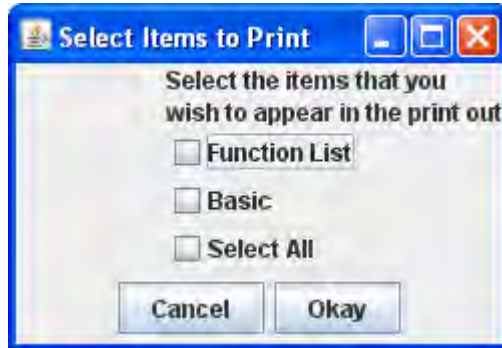 Select Items to Print
Select the items that you
wish to appear in the print out
Function List
Basic
Select All
Cancel Okay